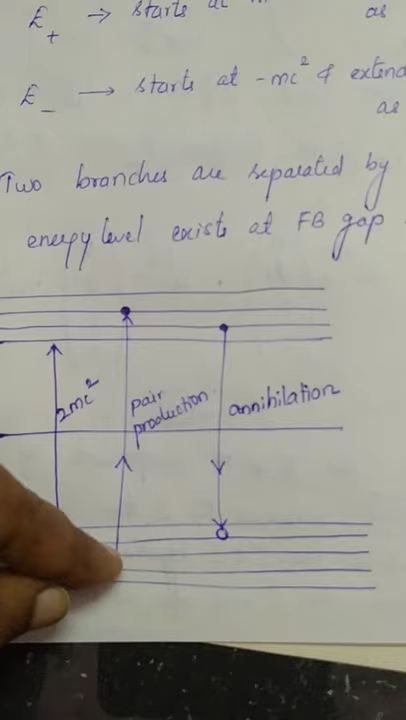 E₊ → starts at
as
E₋ → starts at -mc² & extend
as
Two branches are separated by
energy level exists at FB gap
2mc²
pair
production
annihilation